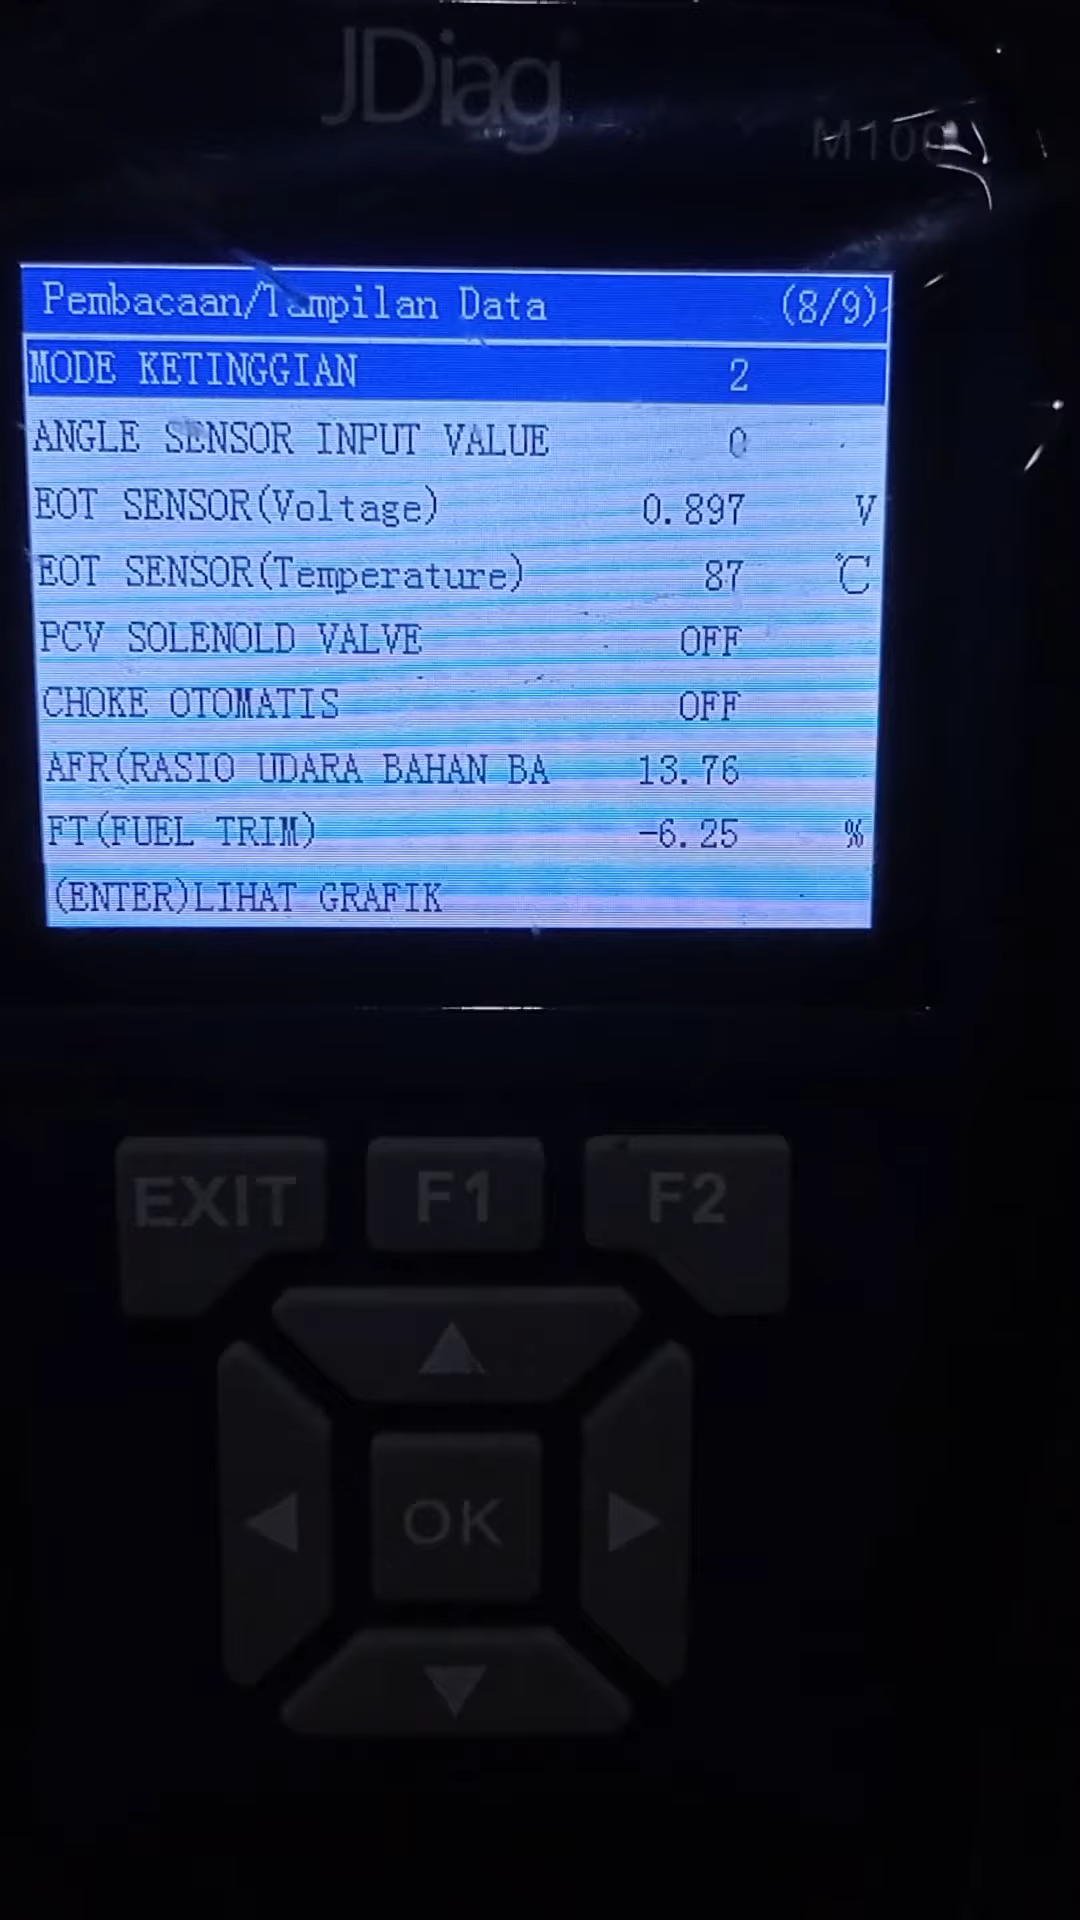 JDiag
M100
Pembacaan/Tampilan Data (8/9)
MODE KETINGGIAN 2
ANGLE SENSOR INPUT VALUE 0
EOT SENSOR(Voltage) 0.897 V
EOT SENSOR(Temperature) 87 ℃
PCV SOLENOLD VALVE OFF
CHOKE OTOMATIS OFF
AFR(RASIO UDARA BAHAN BA 13.76
FT(FUEL TRIM) -6.25 %
(ENTER)LIHAT GRAFIK
EXIT F1 F2
OK